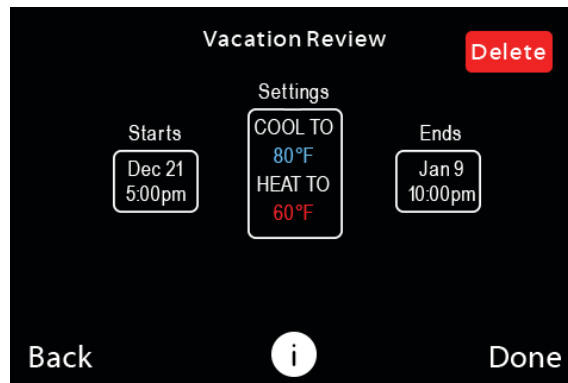 Vacation Review
Delete
Settings
Starts
COOL TO
Ends
Dec 21
80°F
Jan 9
5:00pm
HEAT TO
10:00pm
60°F
Back
i
Done